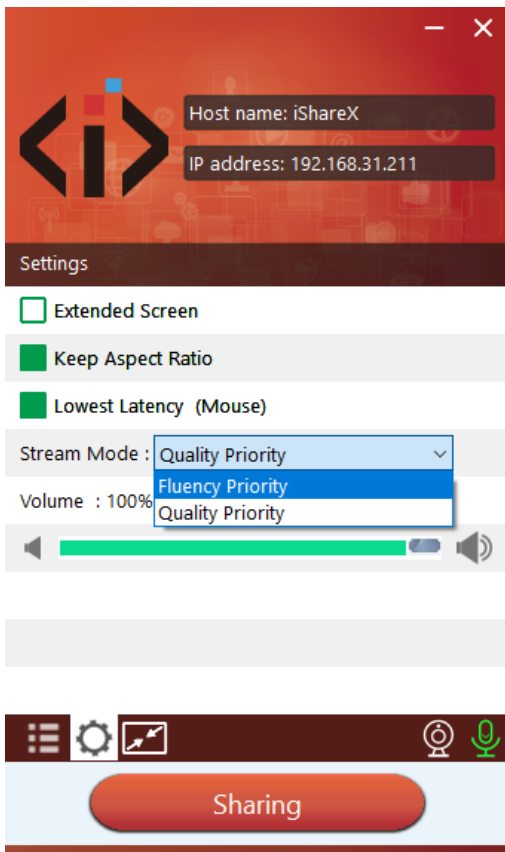 Host name: iShareX
IP address: 192.168.31.211
Settings
Extended Screen
Keep Aspect Ratio
Lowest Latency (Mouse)
Stream Mode : Quality Priority
Fluency Priority
Volume : 100%
Quality Priority
Sharing